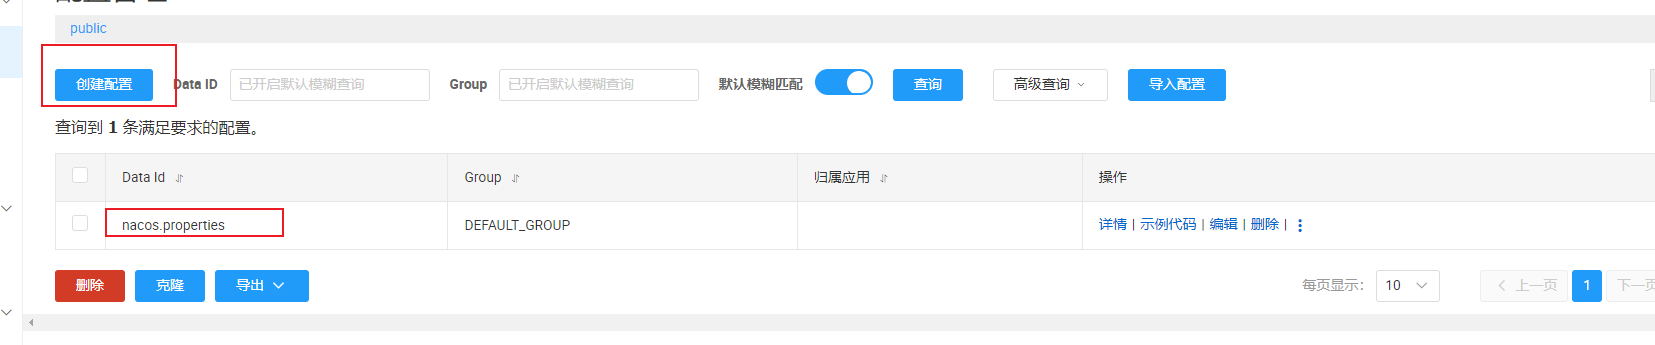 public
创建配置 Data ID 已开启默认模糊查询 Group 已开启默认模糊查询 默认模糊匹配 查询 高级查询 导入配置
查询到 1 条满足要求的配置。
Data Id Group 归属应用 操作
nacos.properties DEFAULT_GROUP 详情 | 示例代码 | 编辑 | 删除 |
删除 克隆 导出 每页显示: 10 上一页 1 下一页